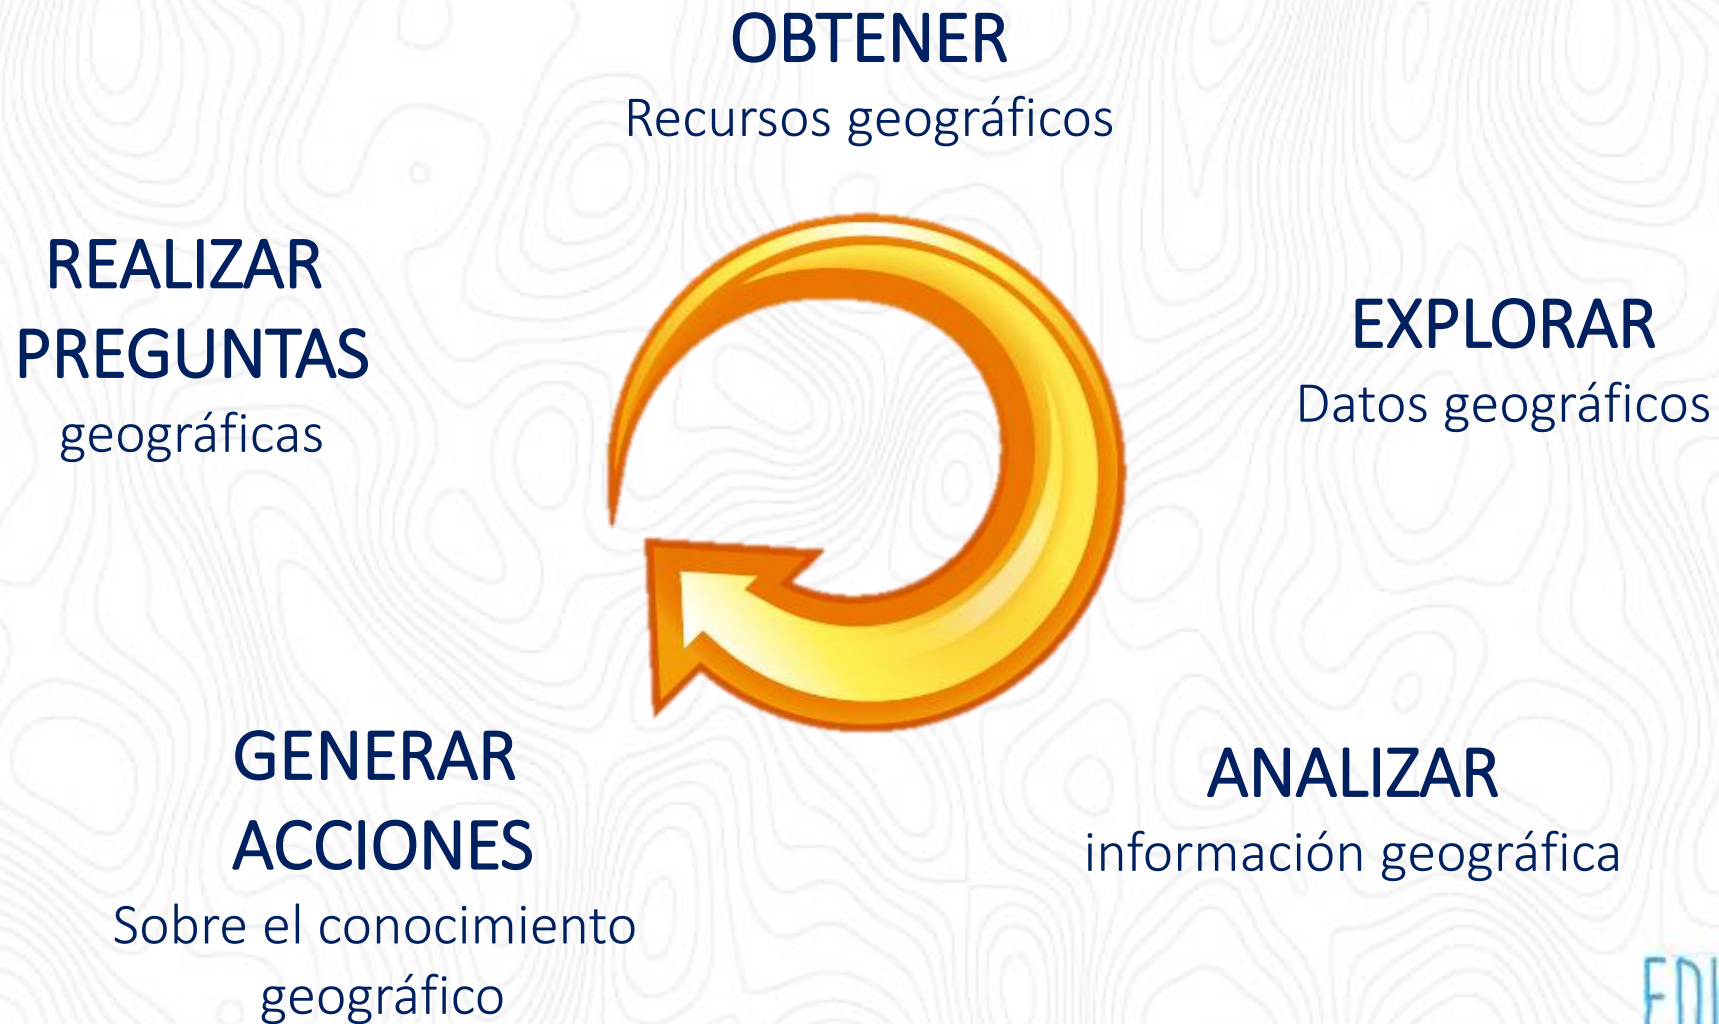 OBTENER
Recursos geográficos
REALIZAR
PREGUNTAS
geográficas
EXPLORAR
Datos geográficos
GENERAR
ACCIONES
Sobre el conocimiento
geográfico
ANALIZAR
información geográfica